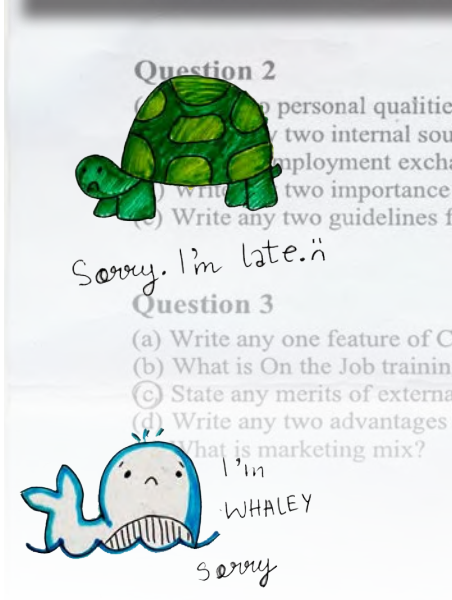 Question 2
personal qualitie
two internal sou
mployment excha
two importance
(e) Write any two guidelines f
Sorry. I'm late.
Question 3
(a) Write any one feature of C
(b) What is On the Job trainin
(c) State any merits of externa
(d) Write any two advantages
What is marketing mix?
I'm
WHALEY
sorry